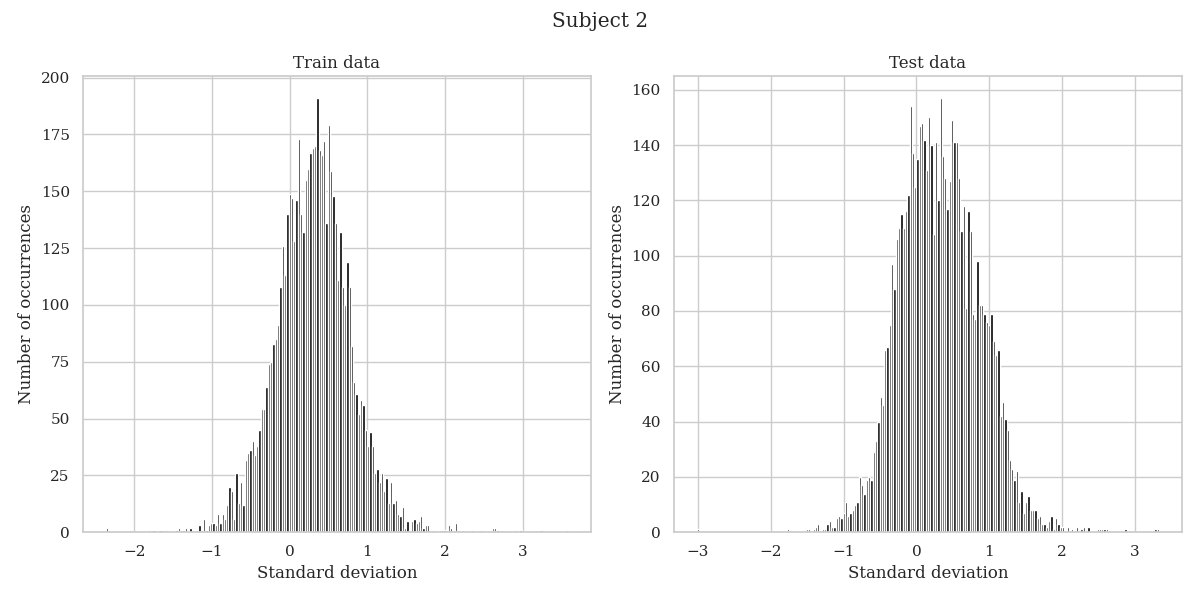 Subject 2
Train data
200
175
150
125
100
75
50
25
0
Number of occurrences
−2 −1 0 1 2 3
Standard deviation
Test data
160
140
120
100
80
60
40
20
0
Number of occurrences
−3 −2 −1 0 1 2 3
Standard deviation